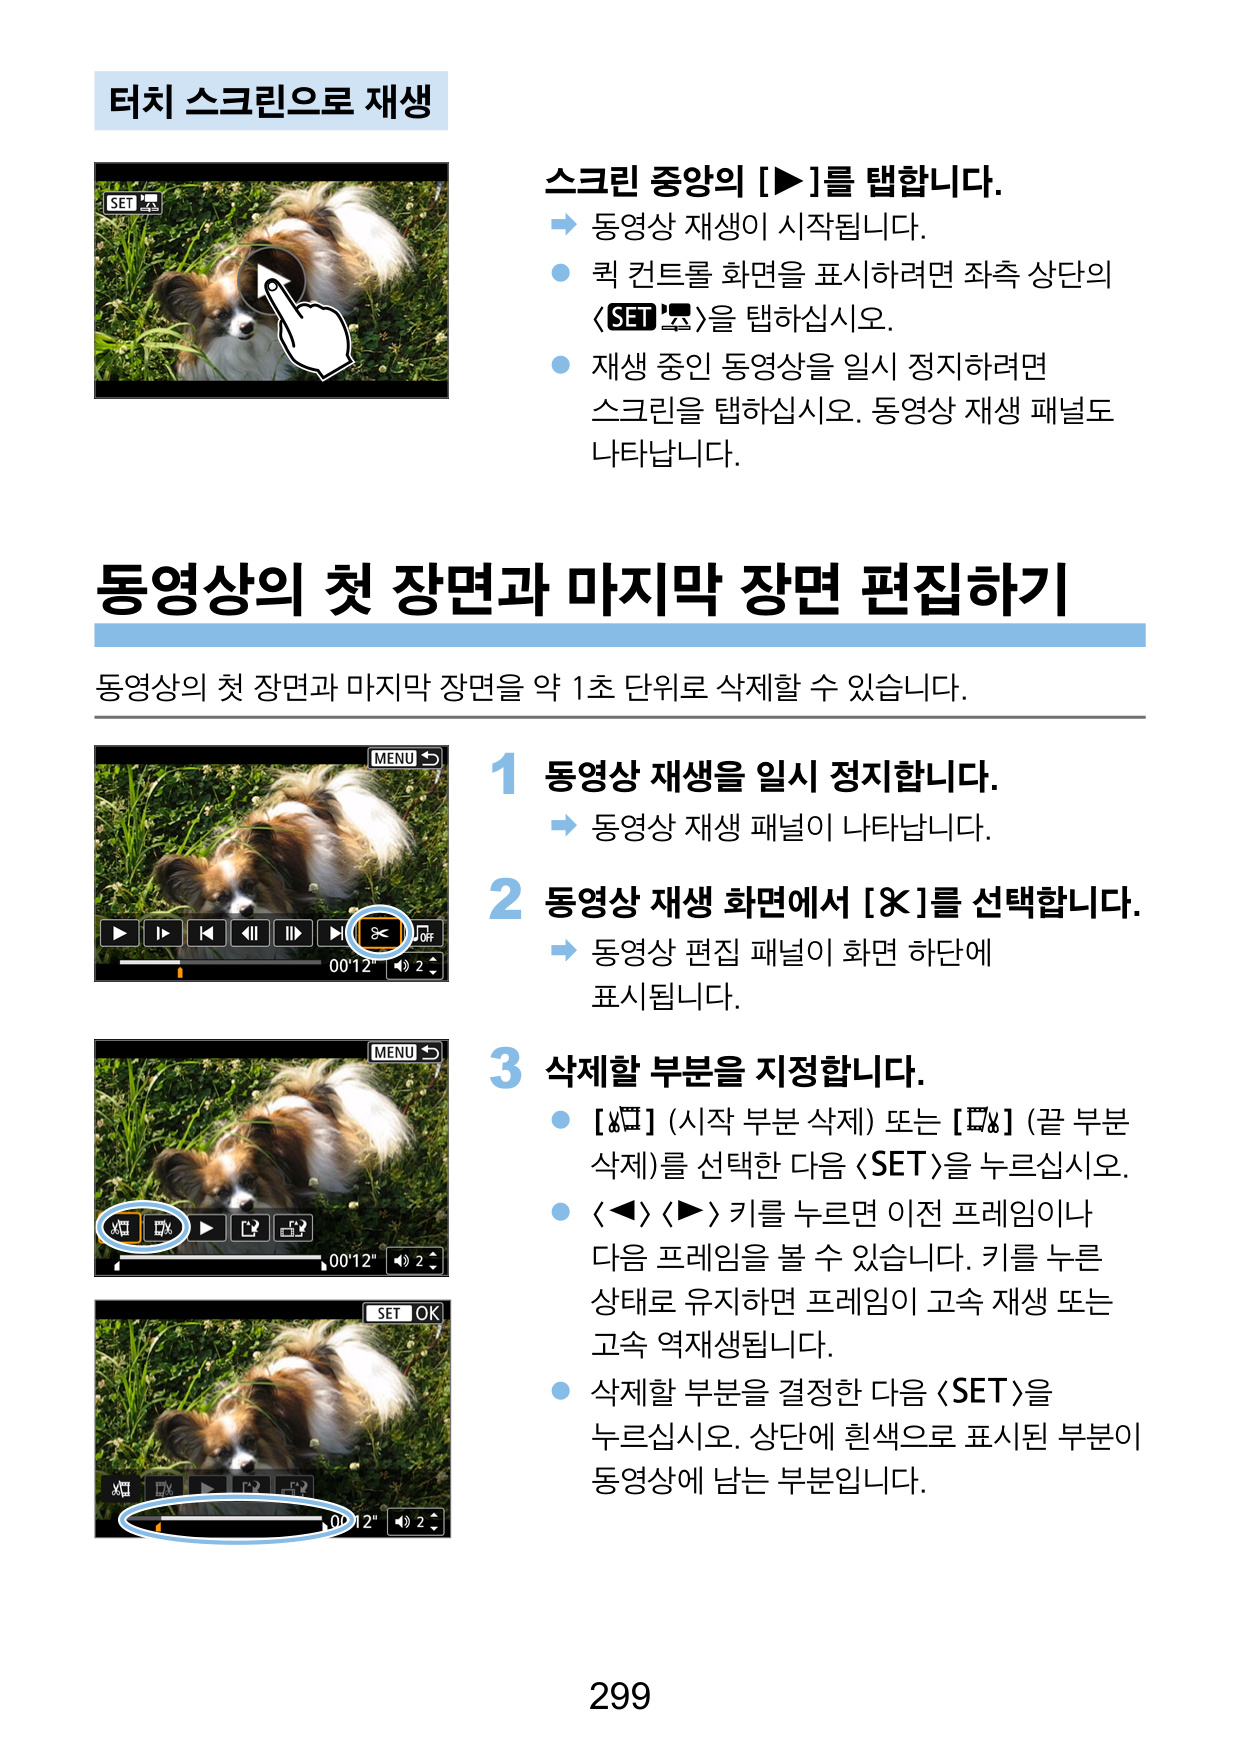 터치 스크린으로 재생
SET
스크린 중앙의 [▶]를 탭합니다.
➡ 동영상 재생이 시작됩니다.
● 퀵 컨트롤 화면을 표시하려면 좌측 상단의
〈SET〉을 탭하십시오.
● 재생 중인 동영상을 일시 정지하려면
스크린을 탭하십시오. 동영상 재생 패널도
나타납니다.
동영상의 첫 장면과 마지막 장면 편집하기
동영상의 첫 장면과 마지막 장면을 약 1초 단위로 삭제할 수 있습니다.
MENU
OFF
00'12"
2
1 동영상 재생을 일시 정지합니다.
➡ 동영상 재생 패널이 나타납니다.
2 동영상 재생 화면에서 [✂]를 선택합니다.
➡ 동영상 편집 패널이 화면 하단에
표시됩니다.
MENU
00'12"
2
SET OK
00'12"
2
3 삭제할 부분을 지정합니다.
● [] (시작 부분 삭제) 또는 [] (끝 부분
삭제)를 선택한 다음 〈SET〉을 누르십시오.
● 〈◀〉〈▶〉 키를 누르면 이전 프레임이나
다음 프레임을 볼 수 있습니다. 키를 누른
상태로 유지하면 프레임이 고속 재생 또는
고속 역재생됩니다.
● 삭제할 부분을 결정한 다음 〈SET〉을
누르십시오. 상단에 흰색으로 표시된 부분이
동영상에 남는 부분입니다.
299